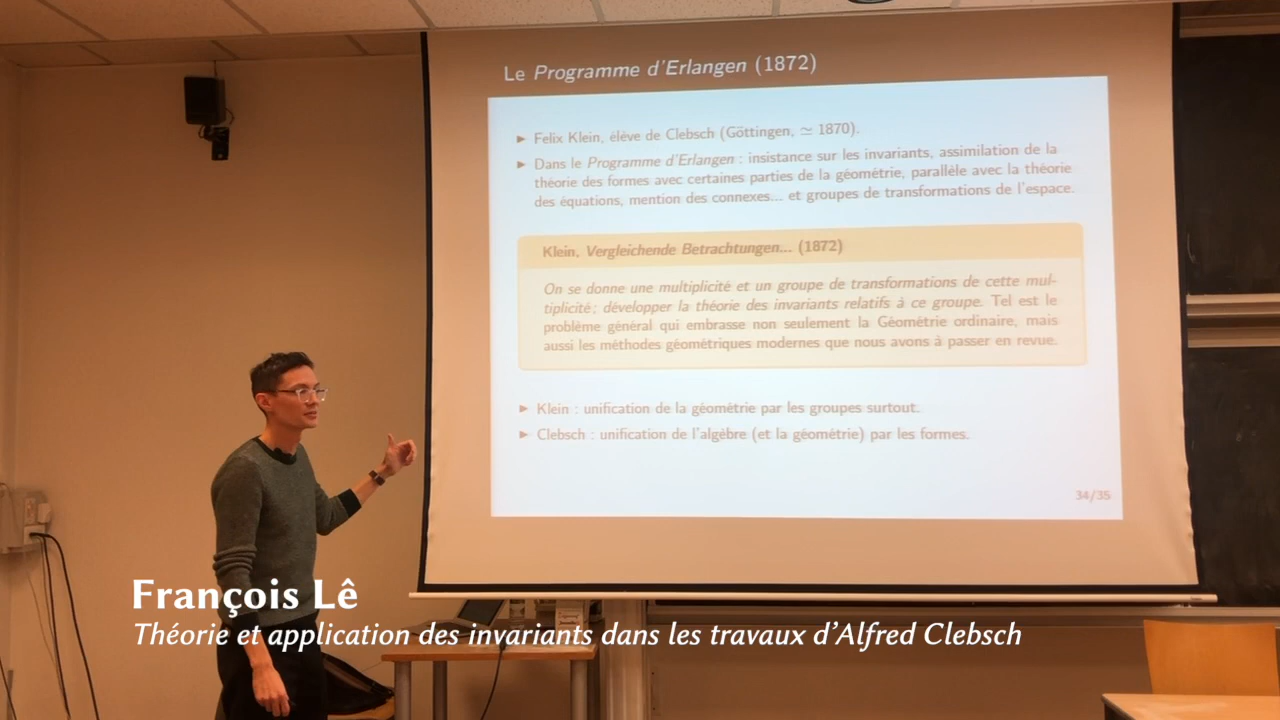 Le Programme d'Erlangen (1872)
► Felix Klein, élève de Clebsch (Göttingen, ≃ 1870).
► Dans le Programme d'Erlangen : insistance sur les invariants, assimilation de la
théorie des formes avec certaines parties de la géométrie, parallèle avec la théorie
des équations, mention des connexes... et groupes de transformations de l'espace.
Klein, Vergleichende Betrachtungen... (1872)
On se donne une multiplicité et un groupe de transformations de cette mul-
tiplicité; développer la théorie des invariants relatifs à ce groupe. Tel est le
problème général qui embrasse non seulement la Géométrie ordinaire, mais
aussi les méthodes géométriques modernes que nous avons à passer en revue.
► Klein : unification de la géométrie par les groupes surtout.
► Clebsch : unification de l'algèbre (et la géométrie) par les formes.
34/35
François Lê
Théorie et application des invariants dans les travaux d'Alfred Clebsch